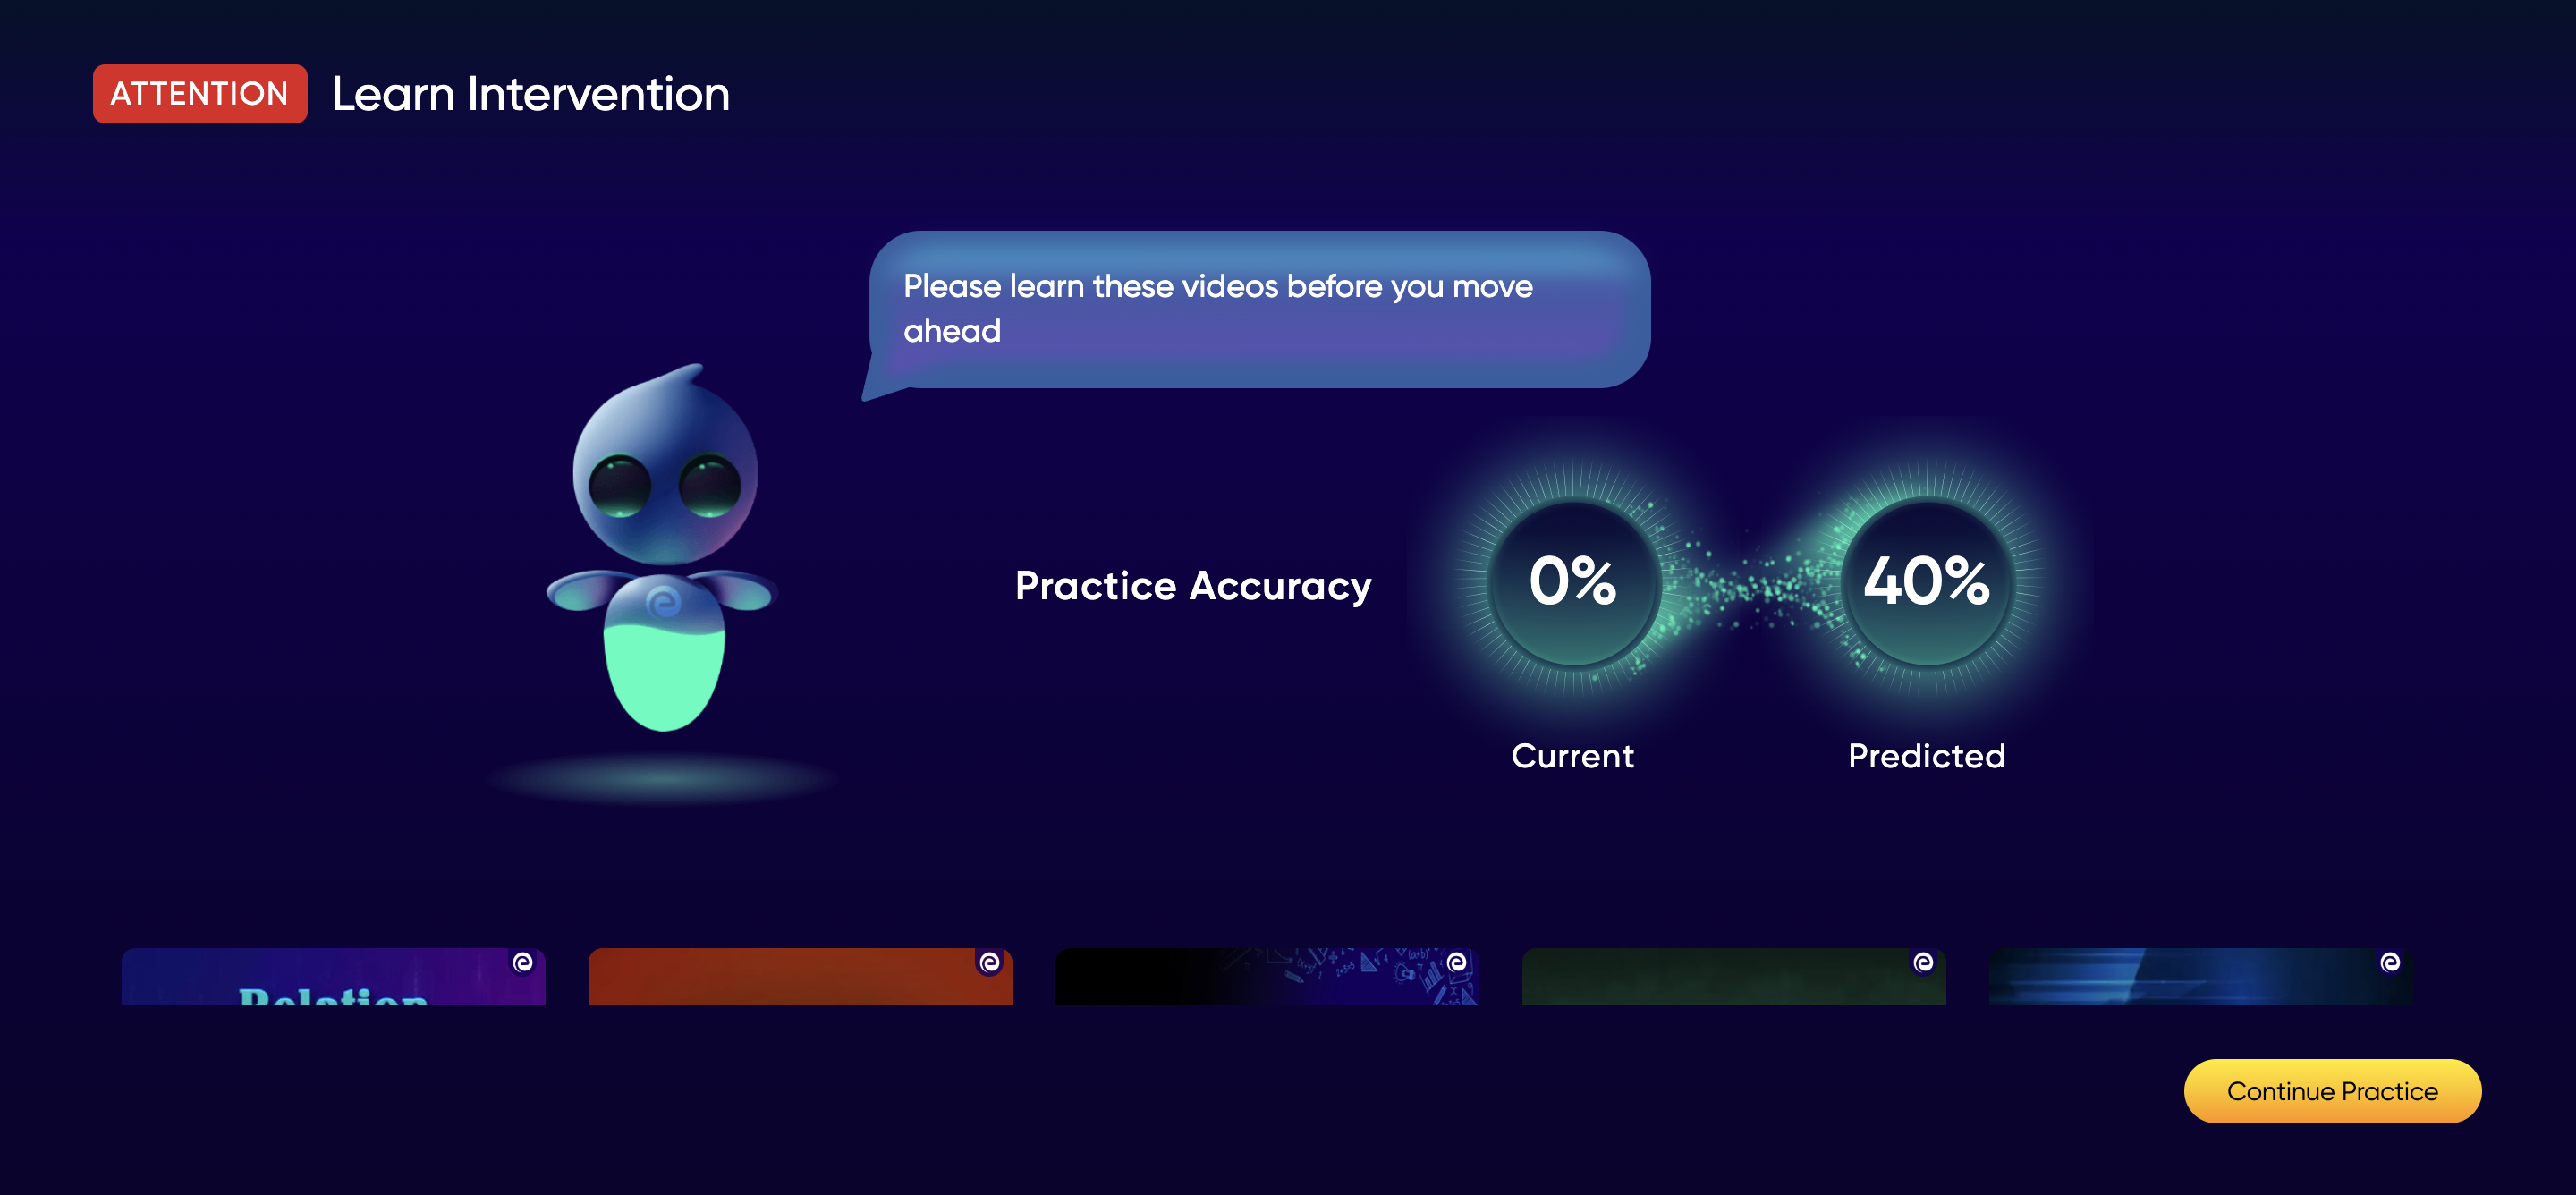 ATTENTION Learn Intervention
Please learn these videos before you move
ahead
Practice Accuracy
0% 40%
Current Predicted
Relation
Continue Practice